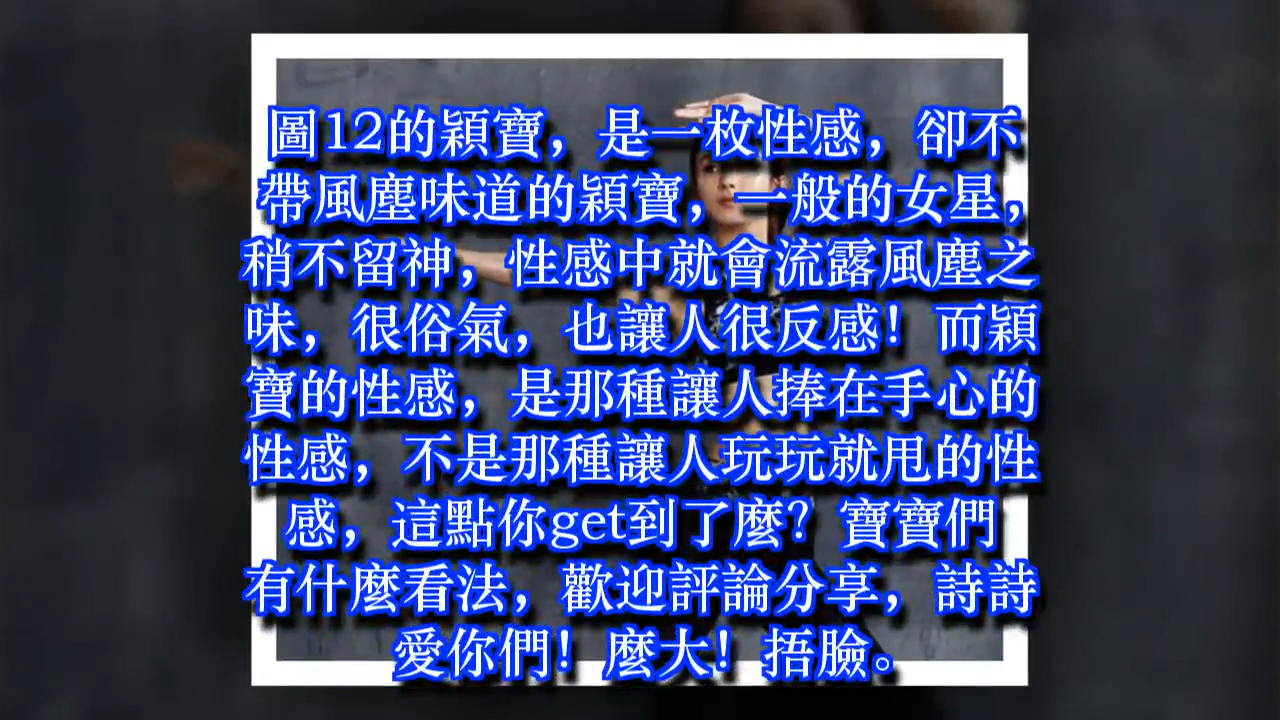 圖12的穎寶，是一枚性感，卻不
帶風塵味道的穎寶，一般的女星，
稍不留神，性感中就會流露風塵之
味，很俗氣，也讓人很反感！而穎
寶的性感，是那種讓人捧在手心的
性感，不是那種讓人玩玩就甩的性
感，這點你get到了麼？寶寶們
有什麼看法，歡迎評論分享，詩詩
愛你們！麼大！捂臉。